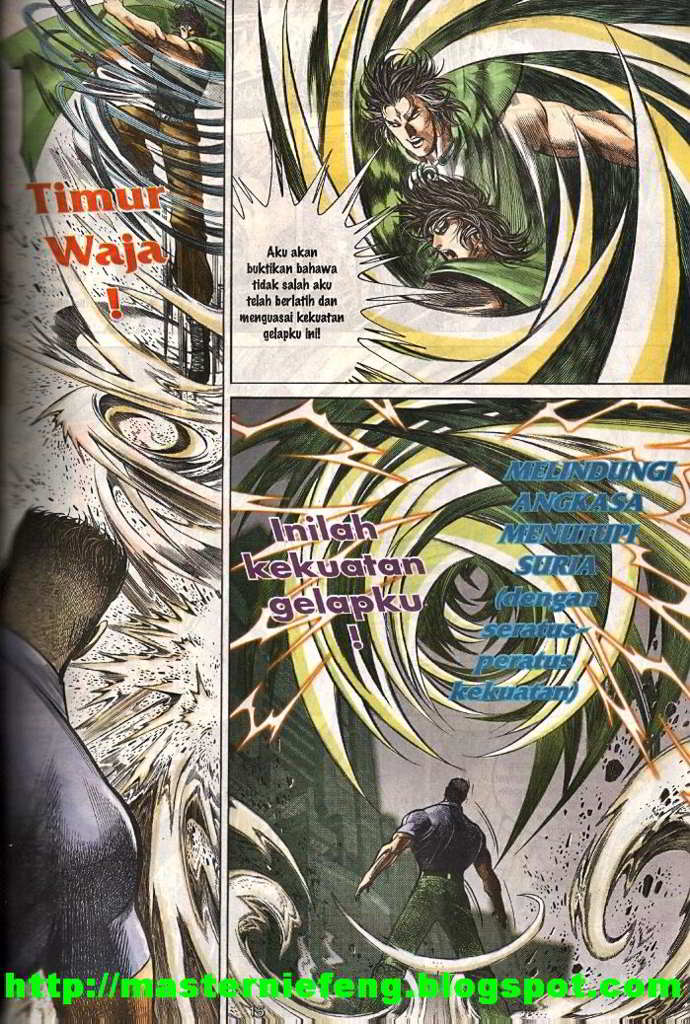 Timur
Waja
!
Aku akan
buktikan bahawa
tidak salah aku
telah berlatih dan
menguasai kekuatan
gelapku ini!
Inilah
kekuatan
gelapku
!
MELINDUNGI
ANGKASA
MENUTUPI
SURIA
(dengan
seratus-
peratus
kekuatan)
http://masterniefeng.blogspot.com